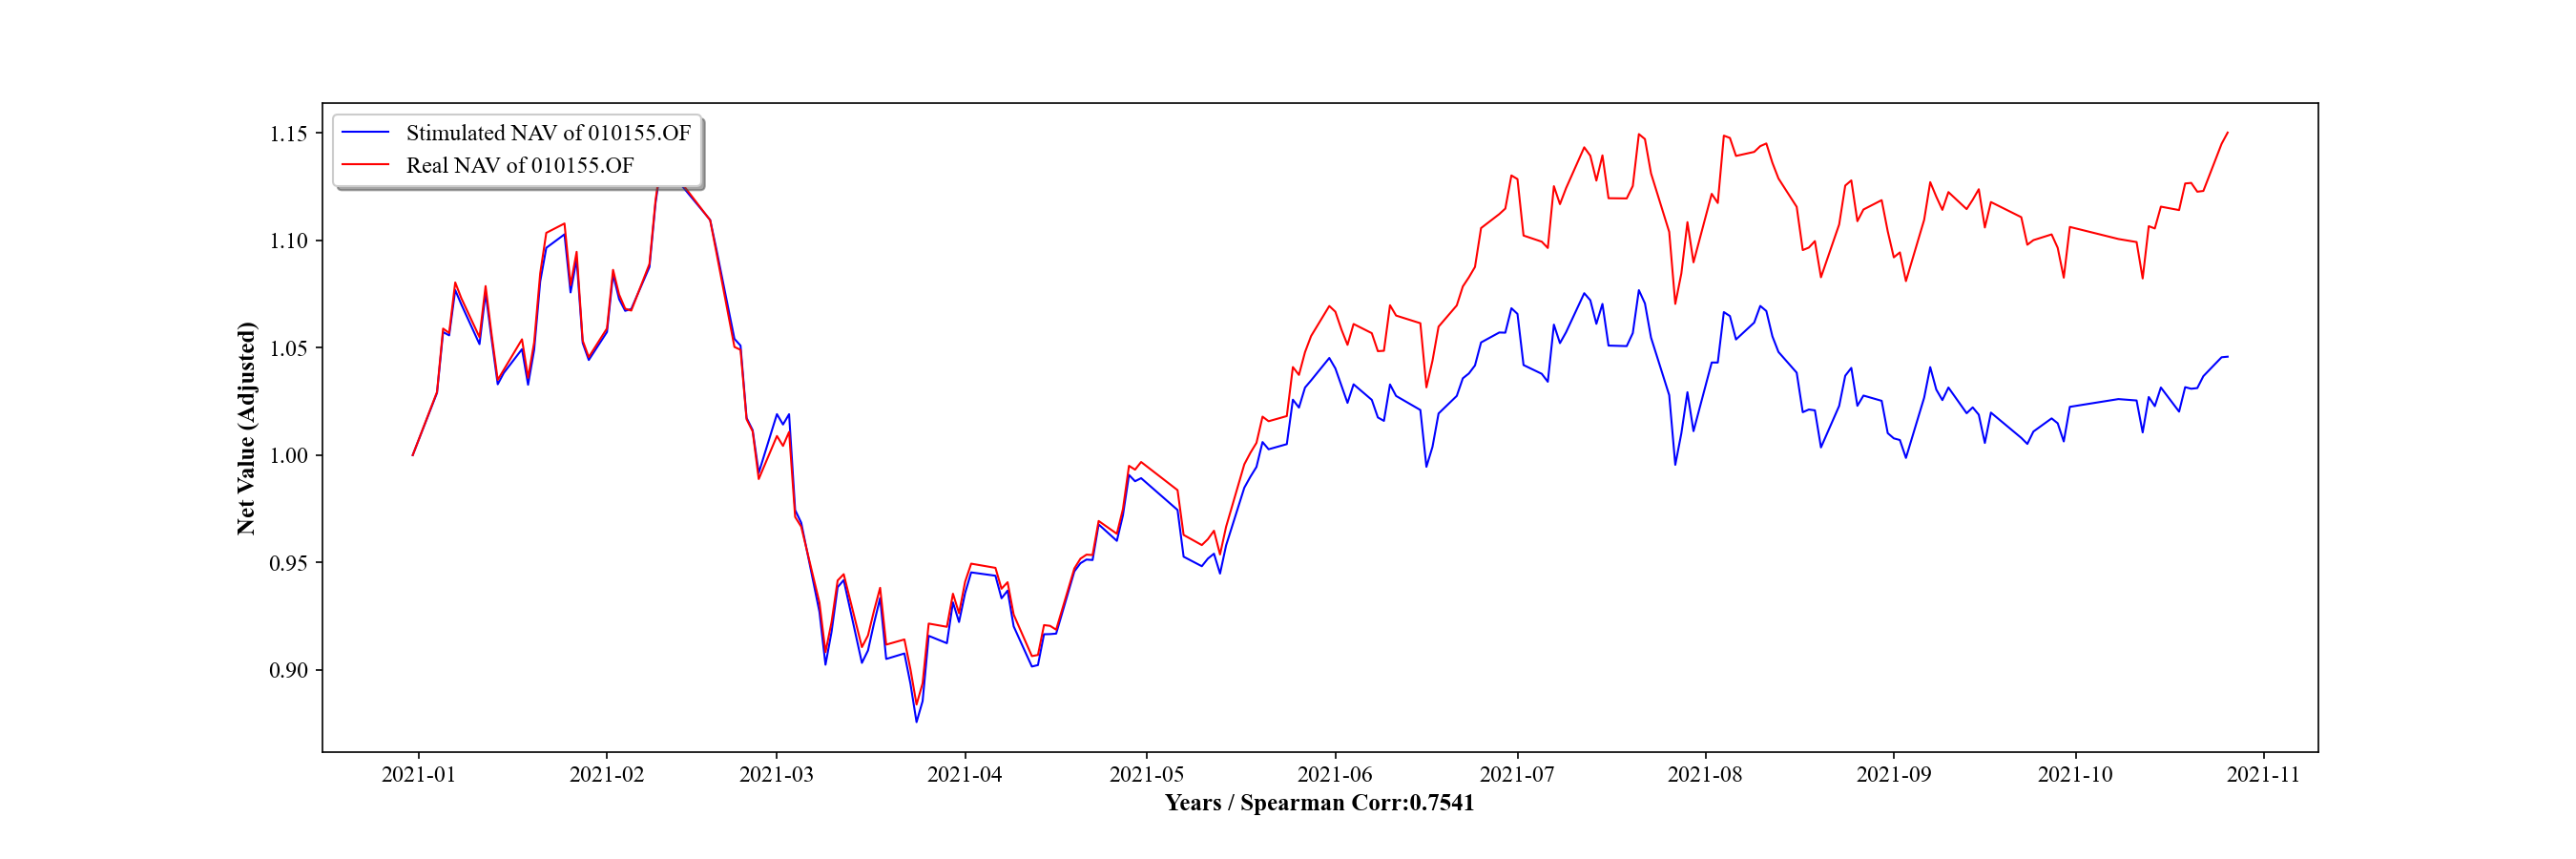 Stimulated NAV of 010155.OF
Real NAV of 010155.OF
Net Value (Adjusted)
1.15
1.10
1.05
1.00
0.95
0.90
2021-01 2021-02 2021-03 2021-04 2021-05 2021-06 2021-07 2021-08 2021-09 2021-10 2021-11
Years / Spearman Corr:0.7541